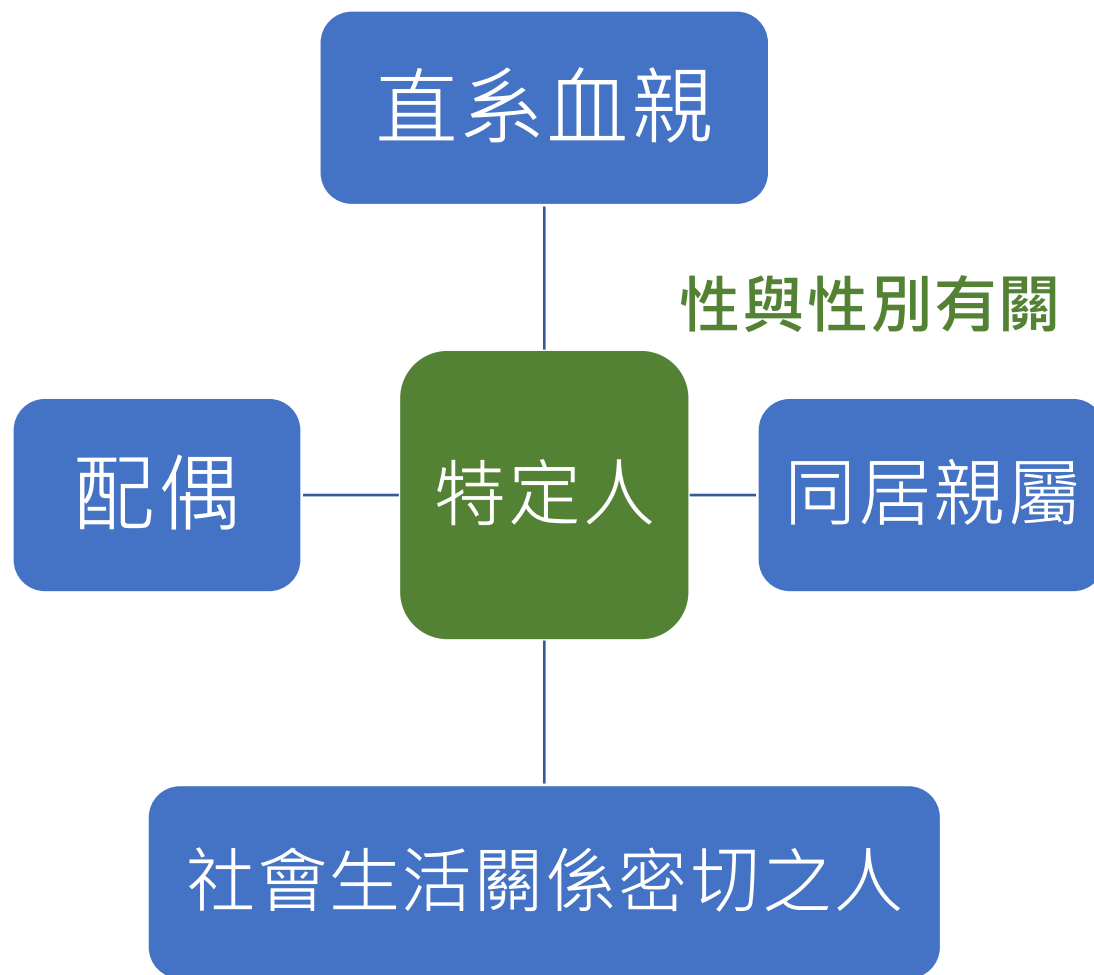 直系血親
性與性別有關
配偶
特定人
同居親屬
社會生活關係密切之人